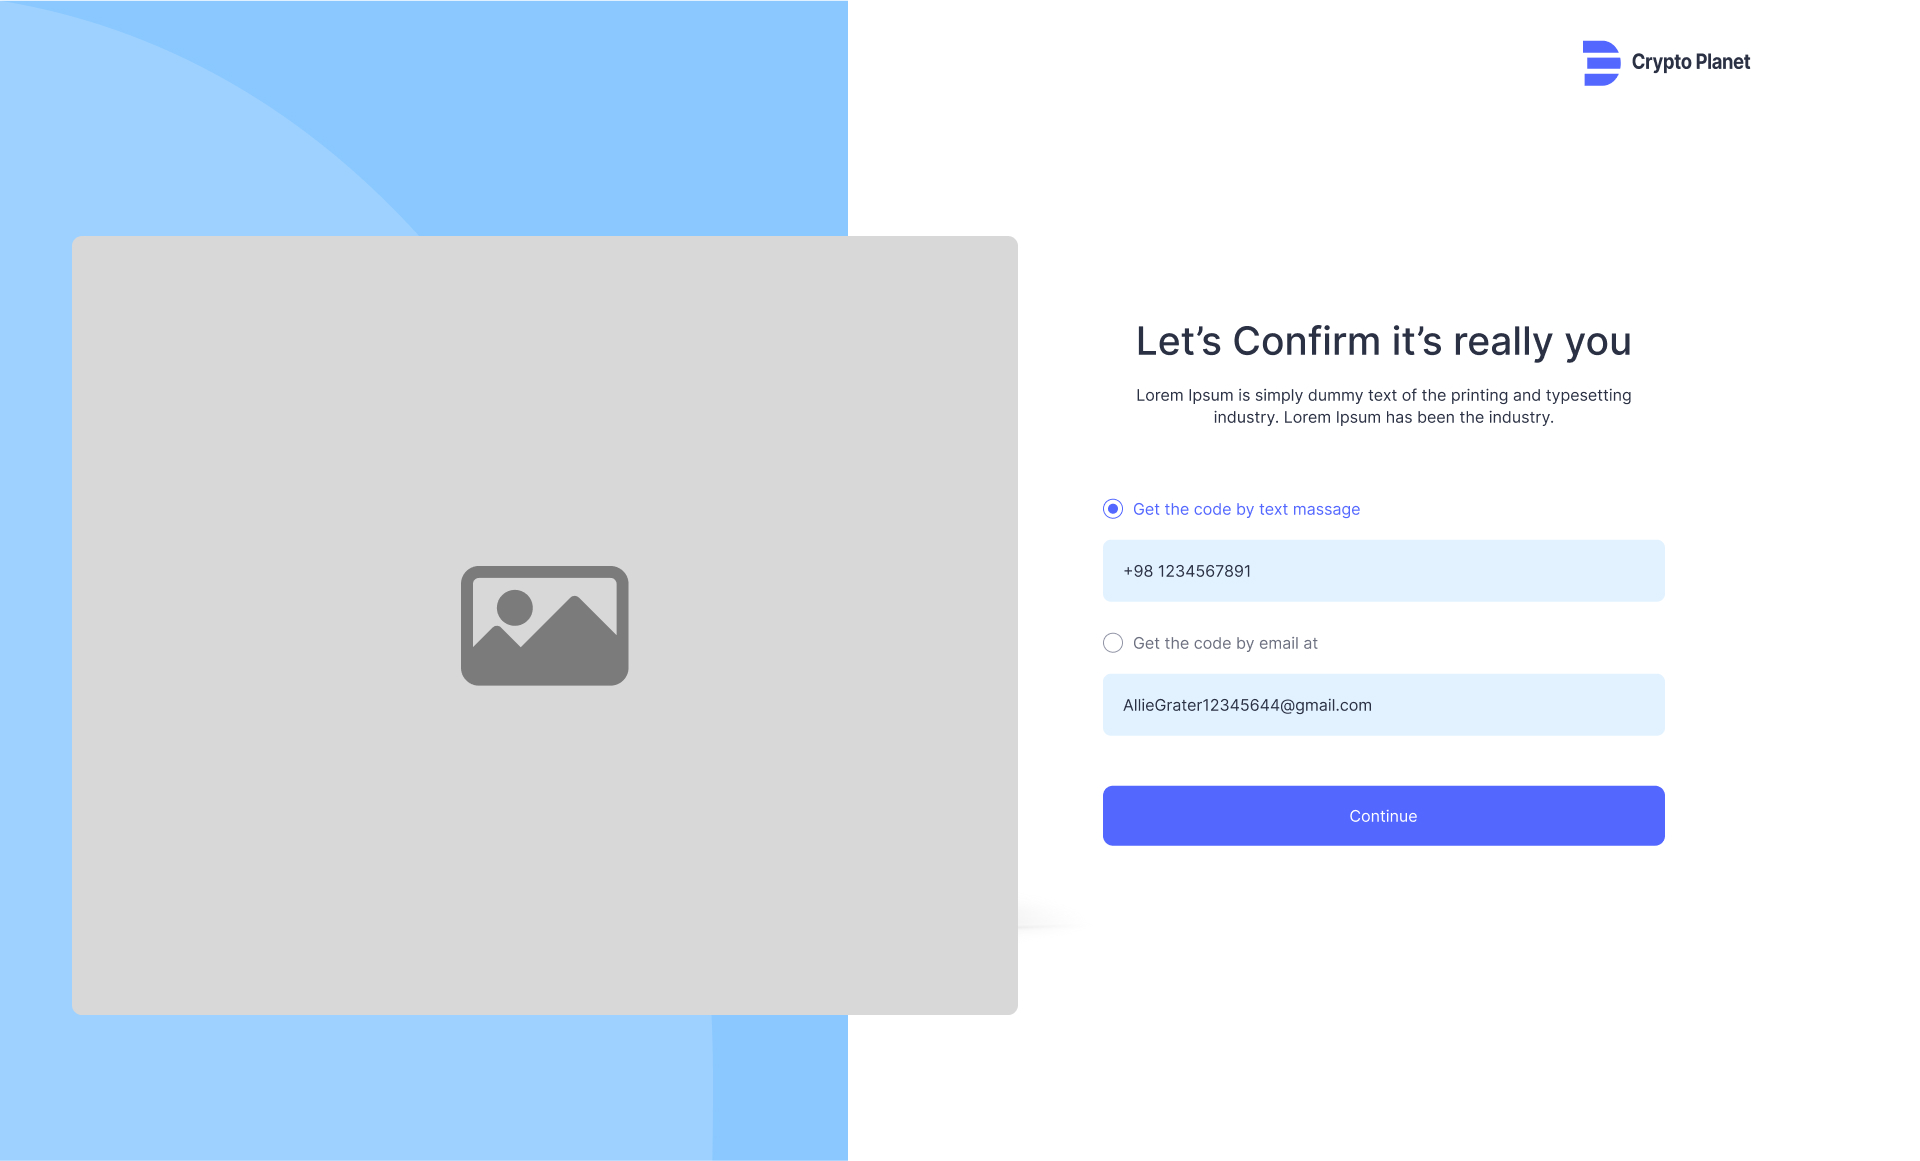 Crypto Planet
Let’s Confirm it’s really you
Lorem Ipsum is simply dummy text of the printing and typesetting
industry. Lorem Ipsum has been the industry.
Get the code by text massage
+98 1234567891
Get the code by email at
AllieGrater12345644@gmail.com
Continue